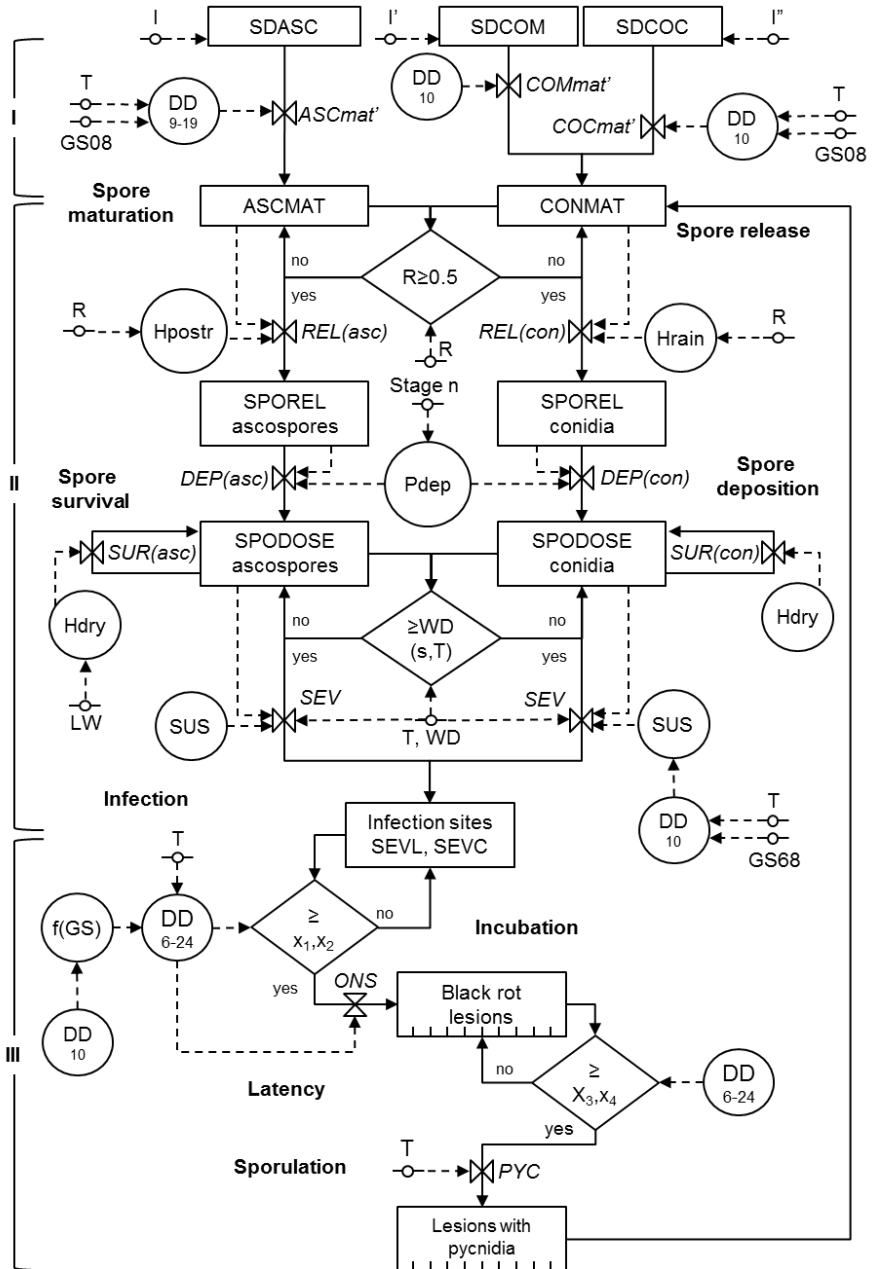 I
SDASC
I'
SDCOM
SDCOC
I"
T
GS08
DD
9-19
ASCmat'
DD
10
COMmat'
COCmat'
DD
10
T
GS08
I
Spore
maturation
ASCMAT
CONMAT
Spore release
no
yes
R≥0.5
no
yes
R
Hpostr
REL(asc)
R
REL(con)
Hrain
R
Stage n
SPOREL
ascospores
SPOREL
conidia
II
Spore
survival
DEP(asc)
Pdep
DEP(con)
Spore
deposition
SUR(asc)
SPODOSE
ascospores
SPODOSE
conidia
SUR(con)
Hdry
LW
no
yes
≥WD
(s,T)
no
yes
Hdry
SUS
SEV
T, WD
SEV
SUS
Infection
Infection sites
SEVL, SEVC
DD
10
T
GS68
T
f(GS)
DD
6-24
≥
x1,x2
no
yes
Incubation
ONS
Black rot
lesions
DD
10
III
Latency
no
≥
X3,x4
yes
DD
6-24
Sporulation
T
PYC
Lesions with
pycnidia